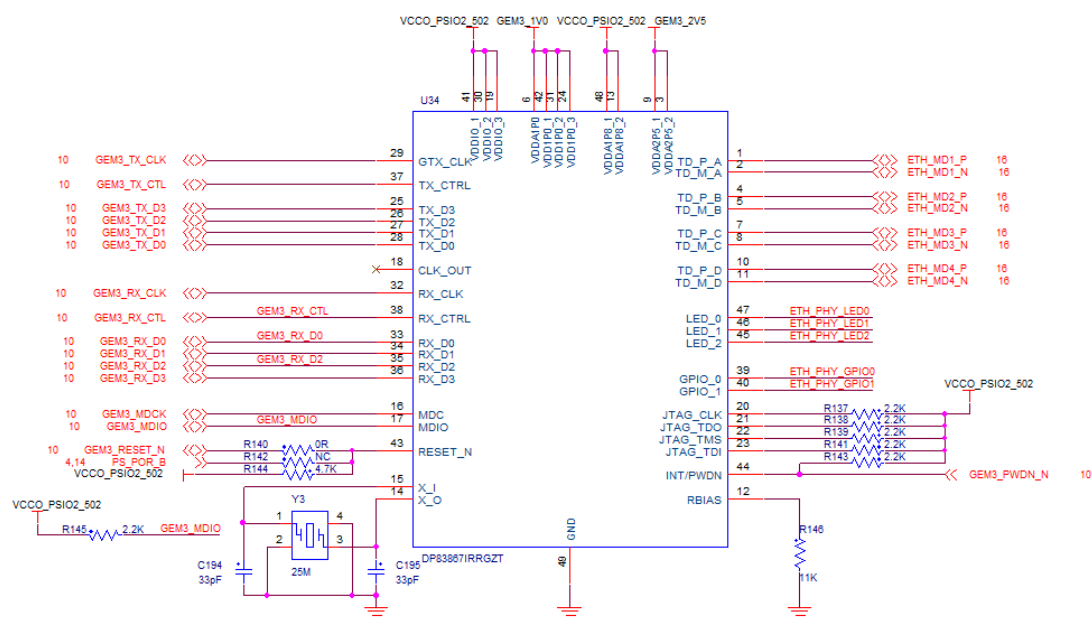 VCCO_PSIO2_502 GEM3_1V0 VCCO_PSIO2_502 GEM3_2V5
U34
41 30 19 6 42 31 24 48 13 9 3
VDDIO_1 VDDIO_2 VDDIO_3 VDDA1P0 VDD1P0_1 VDD1P0_2 VDD1P0_3 VDDA1P8_1 VDDA1P8_2 VDDA2P5_1 VDDA2P5_2
10 GEM3_TX_CLK 29 GTX_CLK
10 GEM3_TX_CTL 37 TX_CTRL
10 GEM3_TX_D3 25 TX_D3
10 GEM3_TX_D2 26 TX_D2
10 GEM3_TX_D1 27 TX_D1
10 GEM3_TX_D0 28 TX_D0
18 CLK_OUT
10 GEM3_RX_CLK 32 RX_CLK
10 GEM3_RX_CTL GEM3_RX_CTL 38 RX_CTRL
10 GEM3_RX_D0 GEM3_RX_D0 33 RX_D0
10 GEM3_RX_D1 34 RX_D1
10 GEM3_RX_D2 GEM3_RX_D2 35 RX_D2
10 GEM3_RX_D3 36 RX_D3
10 GEM3_MDCK 16 MDC
10 GEM3_MDIO GEM3_MDIO 17 MDIO
10 GEM3_RESET_N R140 0R 43 RESET_N
4,14 PS_POR_B R142 NC
VCCO_PSIO2_502 R144 4.7K
15 X_I
14 X_O
TD_P_A 1 ETH_MD1_P 16
TD_M_A 2 ETH_MD1_N 16
TD_P_B 4 ETH_MD2_P 16
TD_M_B 5 ETH_MD2_N 16
TD_P_C 7 ETH_MD3_P 16
TD_M_C 8 ETH_MD3_N 16
TD_P_D 10 ETH_MD4_P 16
TD_M_D 11 ETH_MD4_N 16
LED_0 47 ETH_PHY_LED0
LED_1 46 ETH_PHY_LED1
LED_2 45 ETH_PHY_LED2
GPIO_0 39 ETH_PHY_GPIO0
GPIO_1 40 ETH_PHY_GPIO1
VCCO_PSIO2_502
JTAG_CLK 20 R137 2.2K
JTAG_TDO 21 R138 2.2K
JTAG_TMS 22 R139 2.2K
JTAG_TDI 23 R141 2.2K
R143 2.2K
INT/PWDN 44 GEM3_PWDN_N 10
RBIAS 12
R146
11K
VCCO_PSIO2_502
R145 2.2K GEM3_MDIO
Y3
1 4
2 3
25M
C194
33pF
C195
33pF
GND
49
DP83867IRRGZT